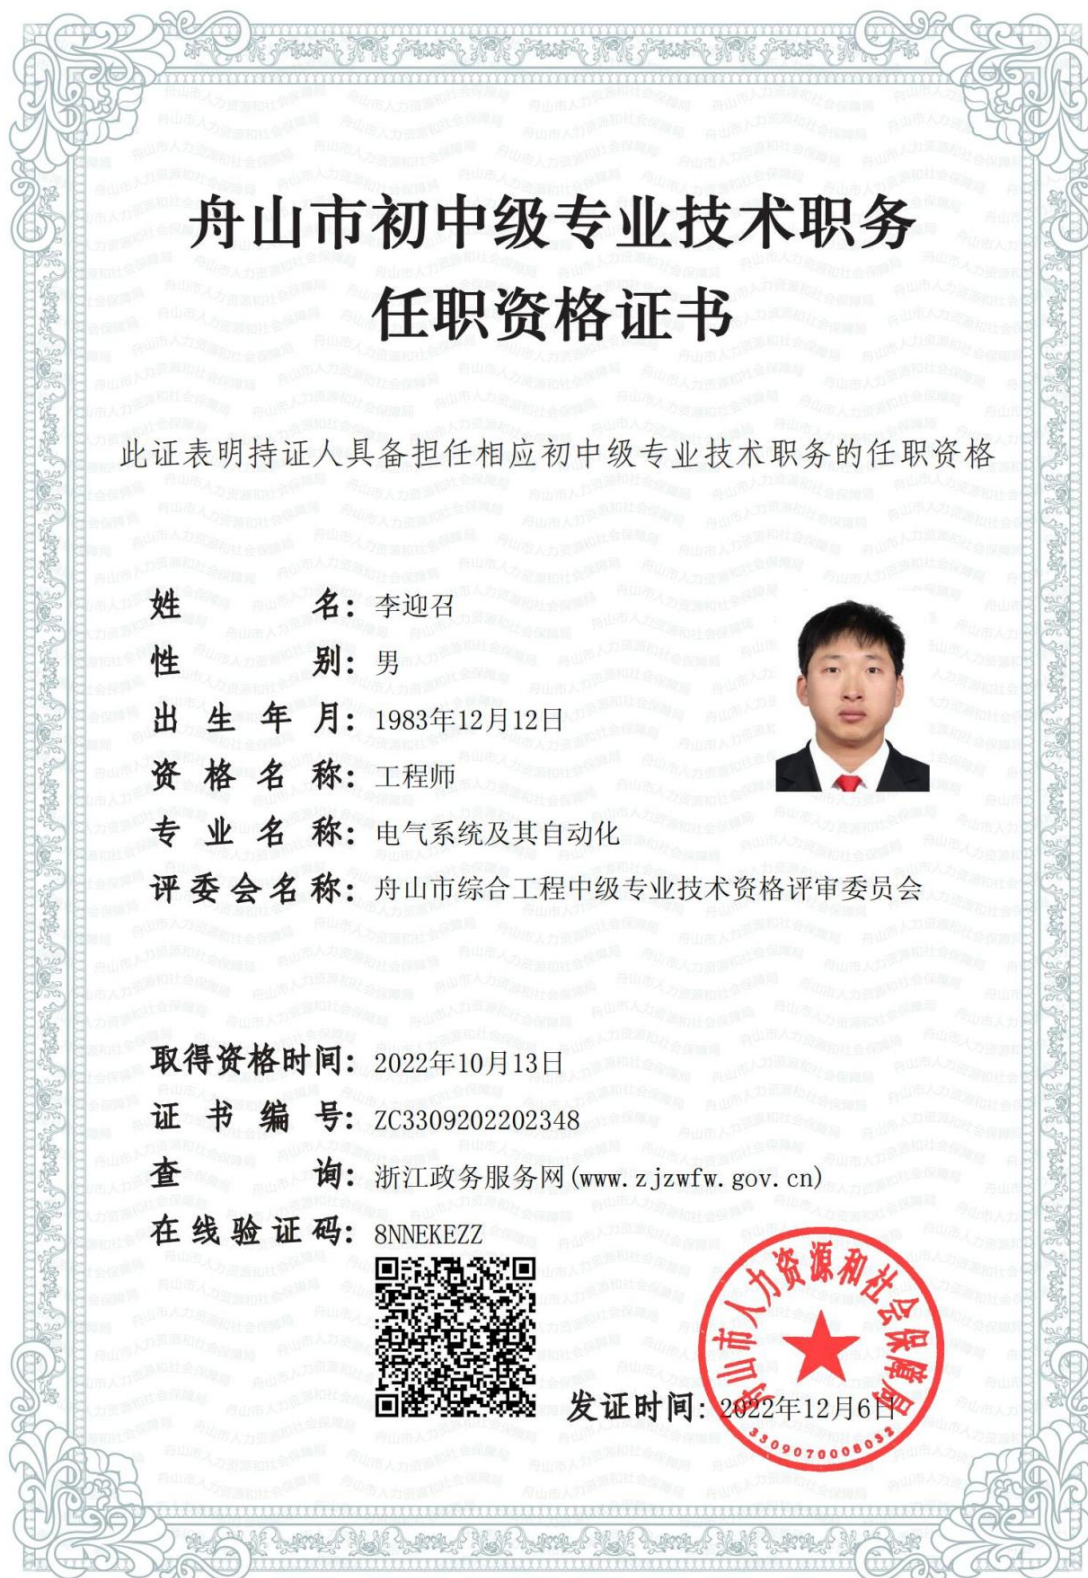 舟山市初中级专业技术职务
任职资格证书
此证表明持证人具备担任相应初中级专业技术职务的任职资格
姓名：李迎召
性别：男
出生年月：1983年12月12日
资格名称：工程师
专业名称：电气系统及其自动化
评委会名称：舟山市综合工程中级专业技术资格评审委员会
取得资格时间：2022年10月13日
证书编号：ZC3309202202348
查询：浙江政务服务网(www.zjzwfw.gov.cn)
在线验证码：8NNEKEZZ
舟山市人力资源和社会保障局
发证时间：2022年12月6日
3309070008032